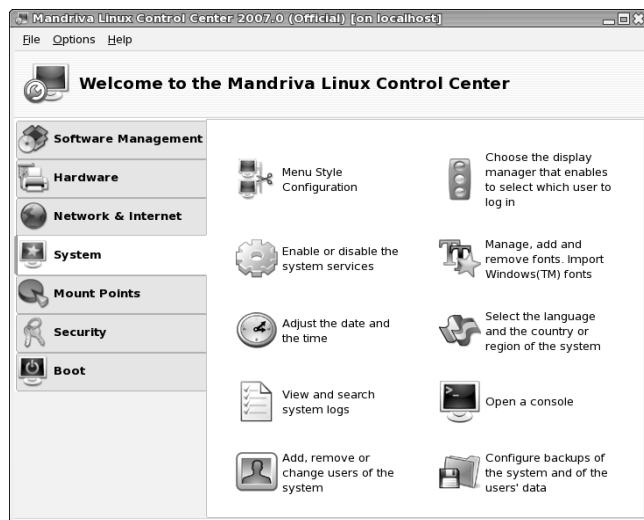 Mandriva Linux Control Center 2007.0 (Official) [on localhost]
File Options Help
Welcome to the Mandriva Linux Control Center
Software Management
Hardware
Network & Internet
System
Mount Points
Security
Boot
Menu Style
Configuration
Choose the display
manager that enables
to select which user to
log in
Enable or disable the
system services
Manage, add and
remove fonts. Import
Windows(TM) fonts
Adjust the date and
the time
Select the language
and the country or
region of the system
View and search
system logs
Open a console
Add, remove or
change users of the
system
Configure backups of
the system and of the
users' data